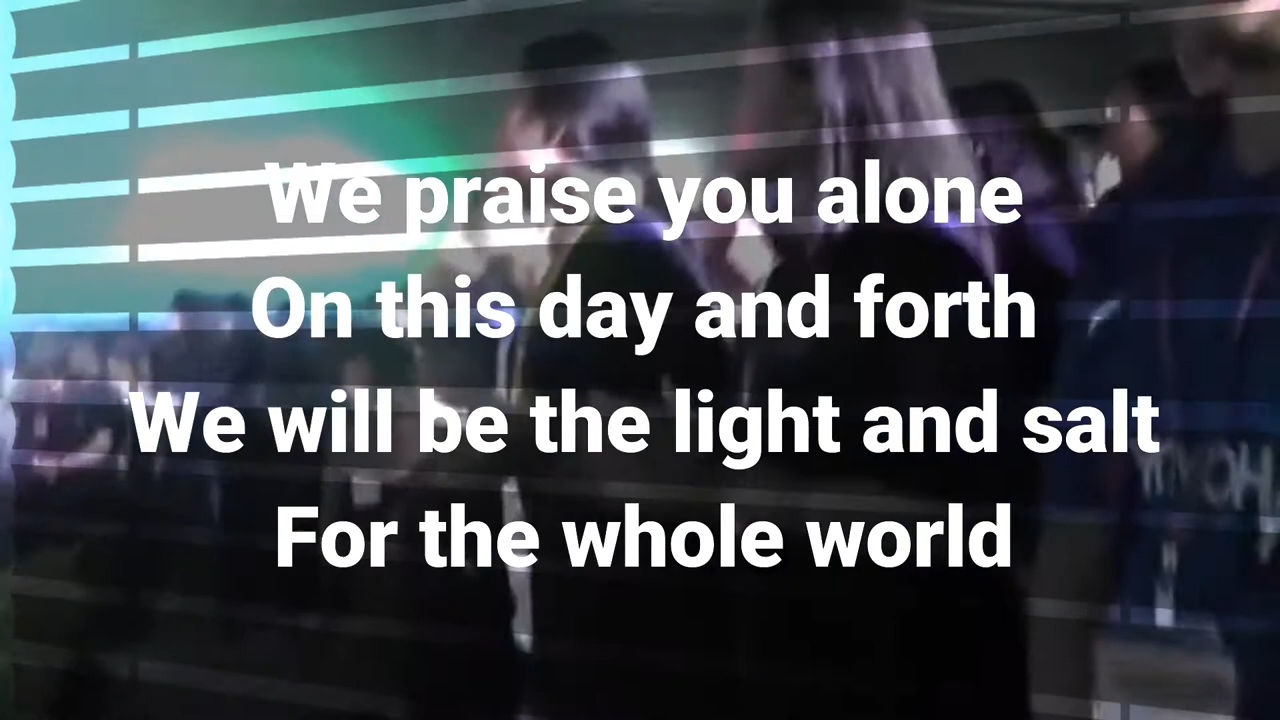 We praise you alone
On this day and forth
We will be the light and salt
For the whole world